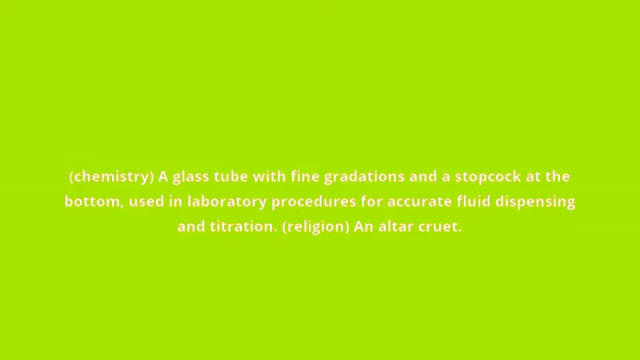 (chemistry) A glass tube with fine gradations and a stopcock at the
bottom, used in laboratory procedures for accurate fluid dispensing
and titration. (religion) An altar cruet.